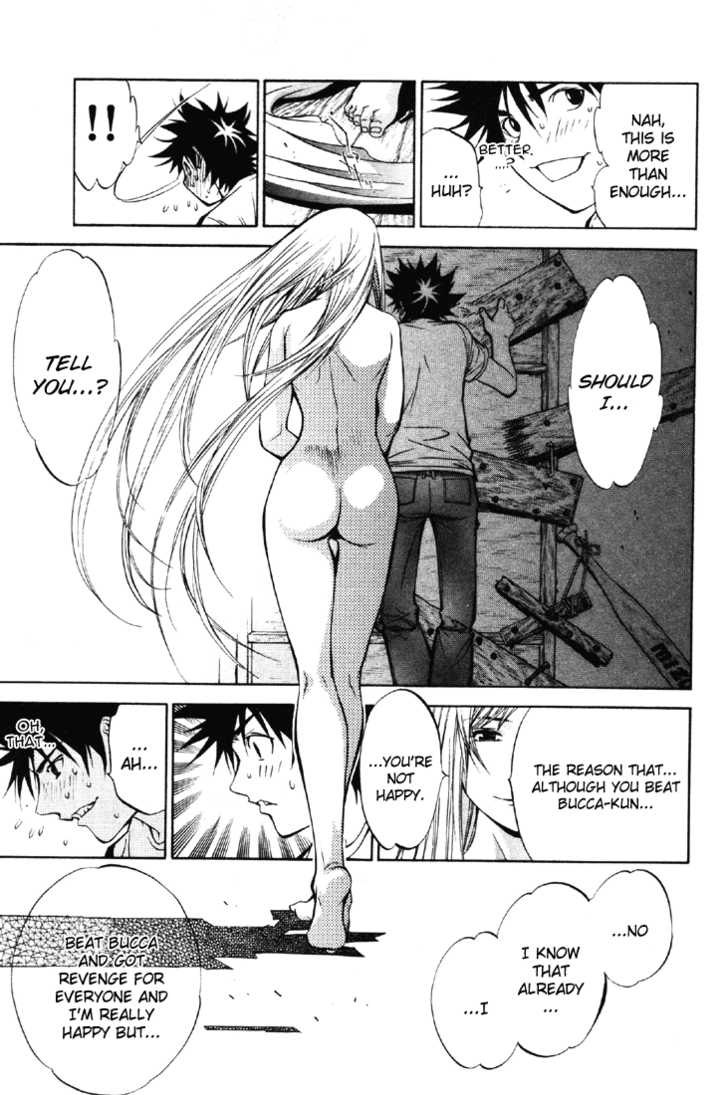 NAH,
THIS IS
MORE
THAN
ENOUGH...
BETTER
....?
...
HUH?
!!
SHOULD
I...
TELL
YOU...?
THE REASON THAT...
ALTHOUGH YOU BEAT
BUCCA-KUN...
...YOU'RE
NOT
HAPPY.
...
AH...
OH,
THAT...
...NO
I KNOW
THAT
ALREADY
...
...I
BEAT BUCCA
AND GOT
REVENGE FOR
EVERYONE AND
I'M REALLY
HAPPY BUT...